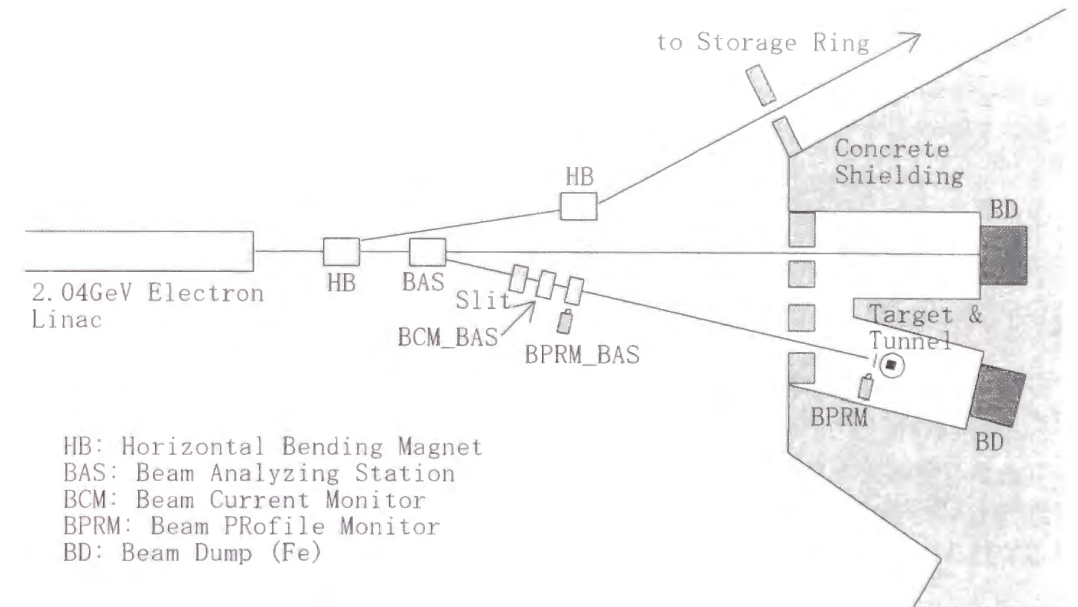 to Storage Ring
Concrete
Shielding
HB
BD
HB
BAS
2.04GeV Electron
Linac
Slit
BCM_BAS
BPRM_BAS
Target &
Tunnel
BPRM
BD
HB: Horizontal Bending Magnet
BAS: Beam Analyzing Station
BCM: Beam Current Monitor
BPRM: Beam PRofile Monitor
BD: Beam Dump (Fe)